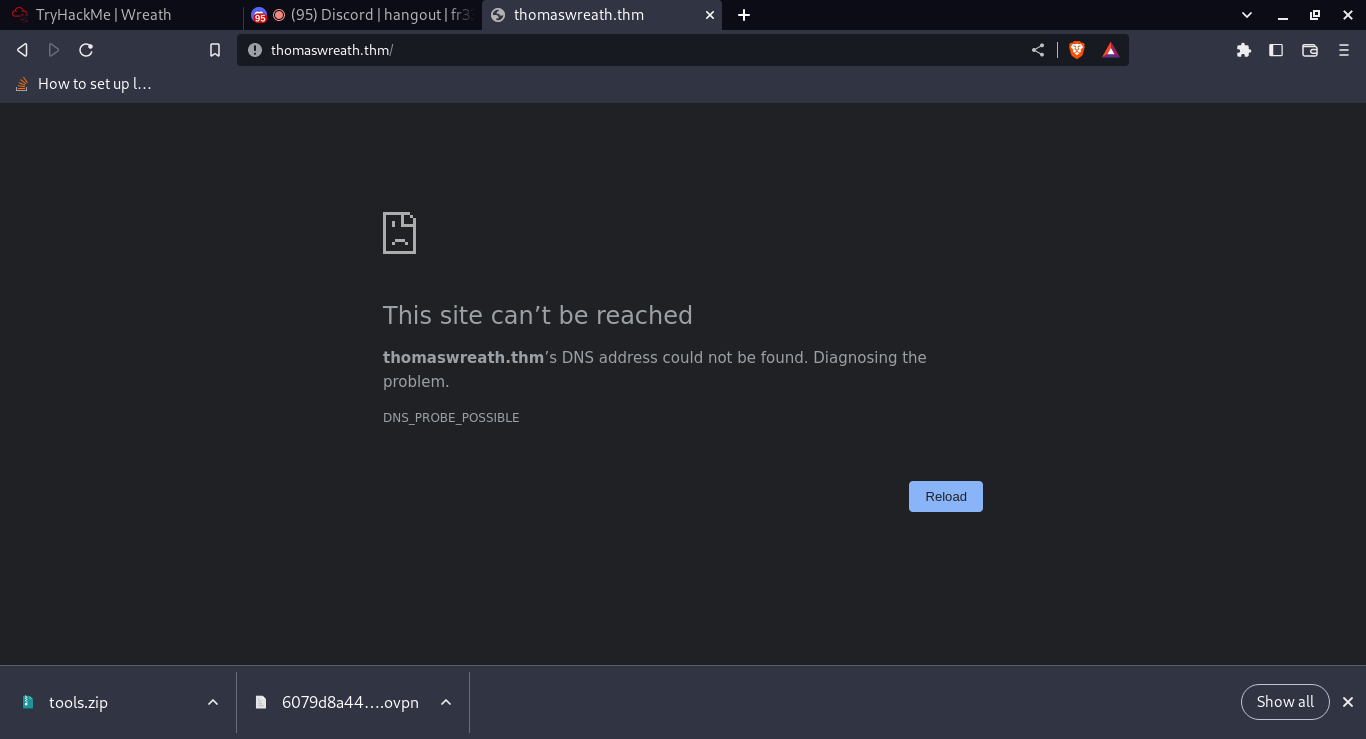 TryHackMe | Wreath
95
(95) Discord | hangout | fr3
thomaswreath.thm
thomaswreath.thm/
How to set up l...
This site can’t be reached
thomaswreath.thm’s DNS address could not be found. Diagnosing the
problem.
DNS_PROBE_POSSIBLE
Reload
tools.zip
6079d8a44….ovpn
Show all